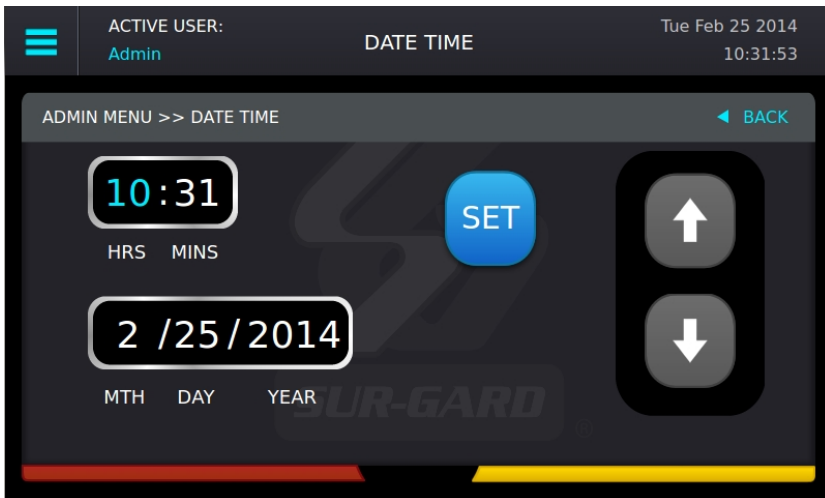 ACTIVE USER:
Admin
DATE TIME
Tue Feb 25 2014
10:31:53
ADMIN MENU >> DATE TIME
◄ BACK
10:31
HRS MINS
SET
2 /25/2014
MTH DAY YEAR
SUR-GARD
®